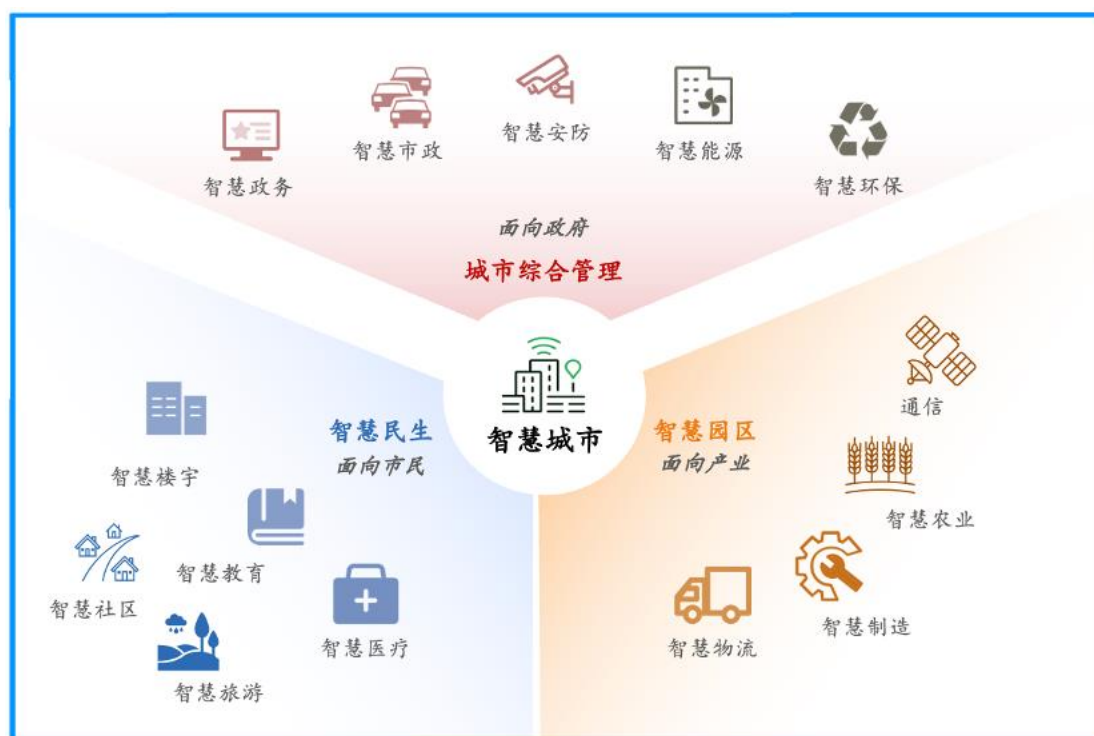 智慧政务
智慧市政
智慧安防
智慧能源
智慧环保
面向政府
城市综合管理
智慧城市
智慧民生
面向市民
智慧楼宇
智慧教育
智慧社区
智慧旅游
智慧医疗
智慧园区
面向产业
通信
智慧农业
智慧制造
智慧物流